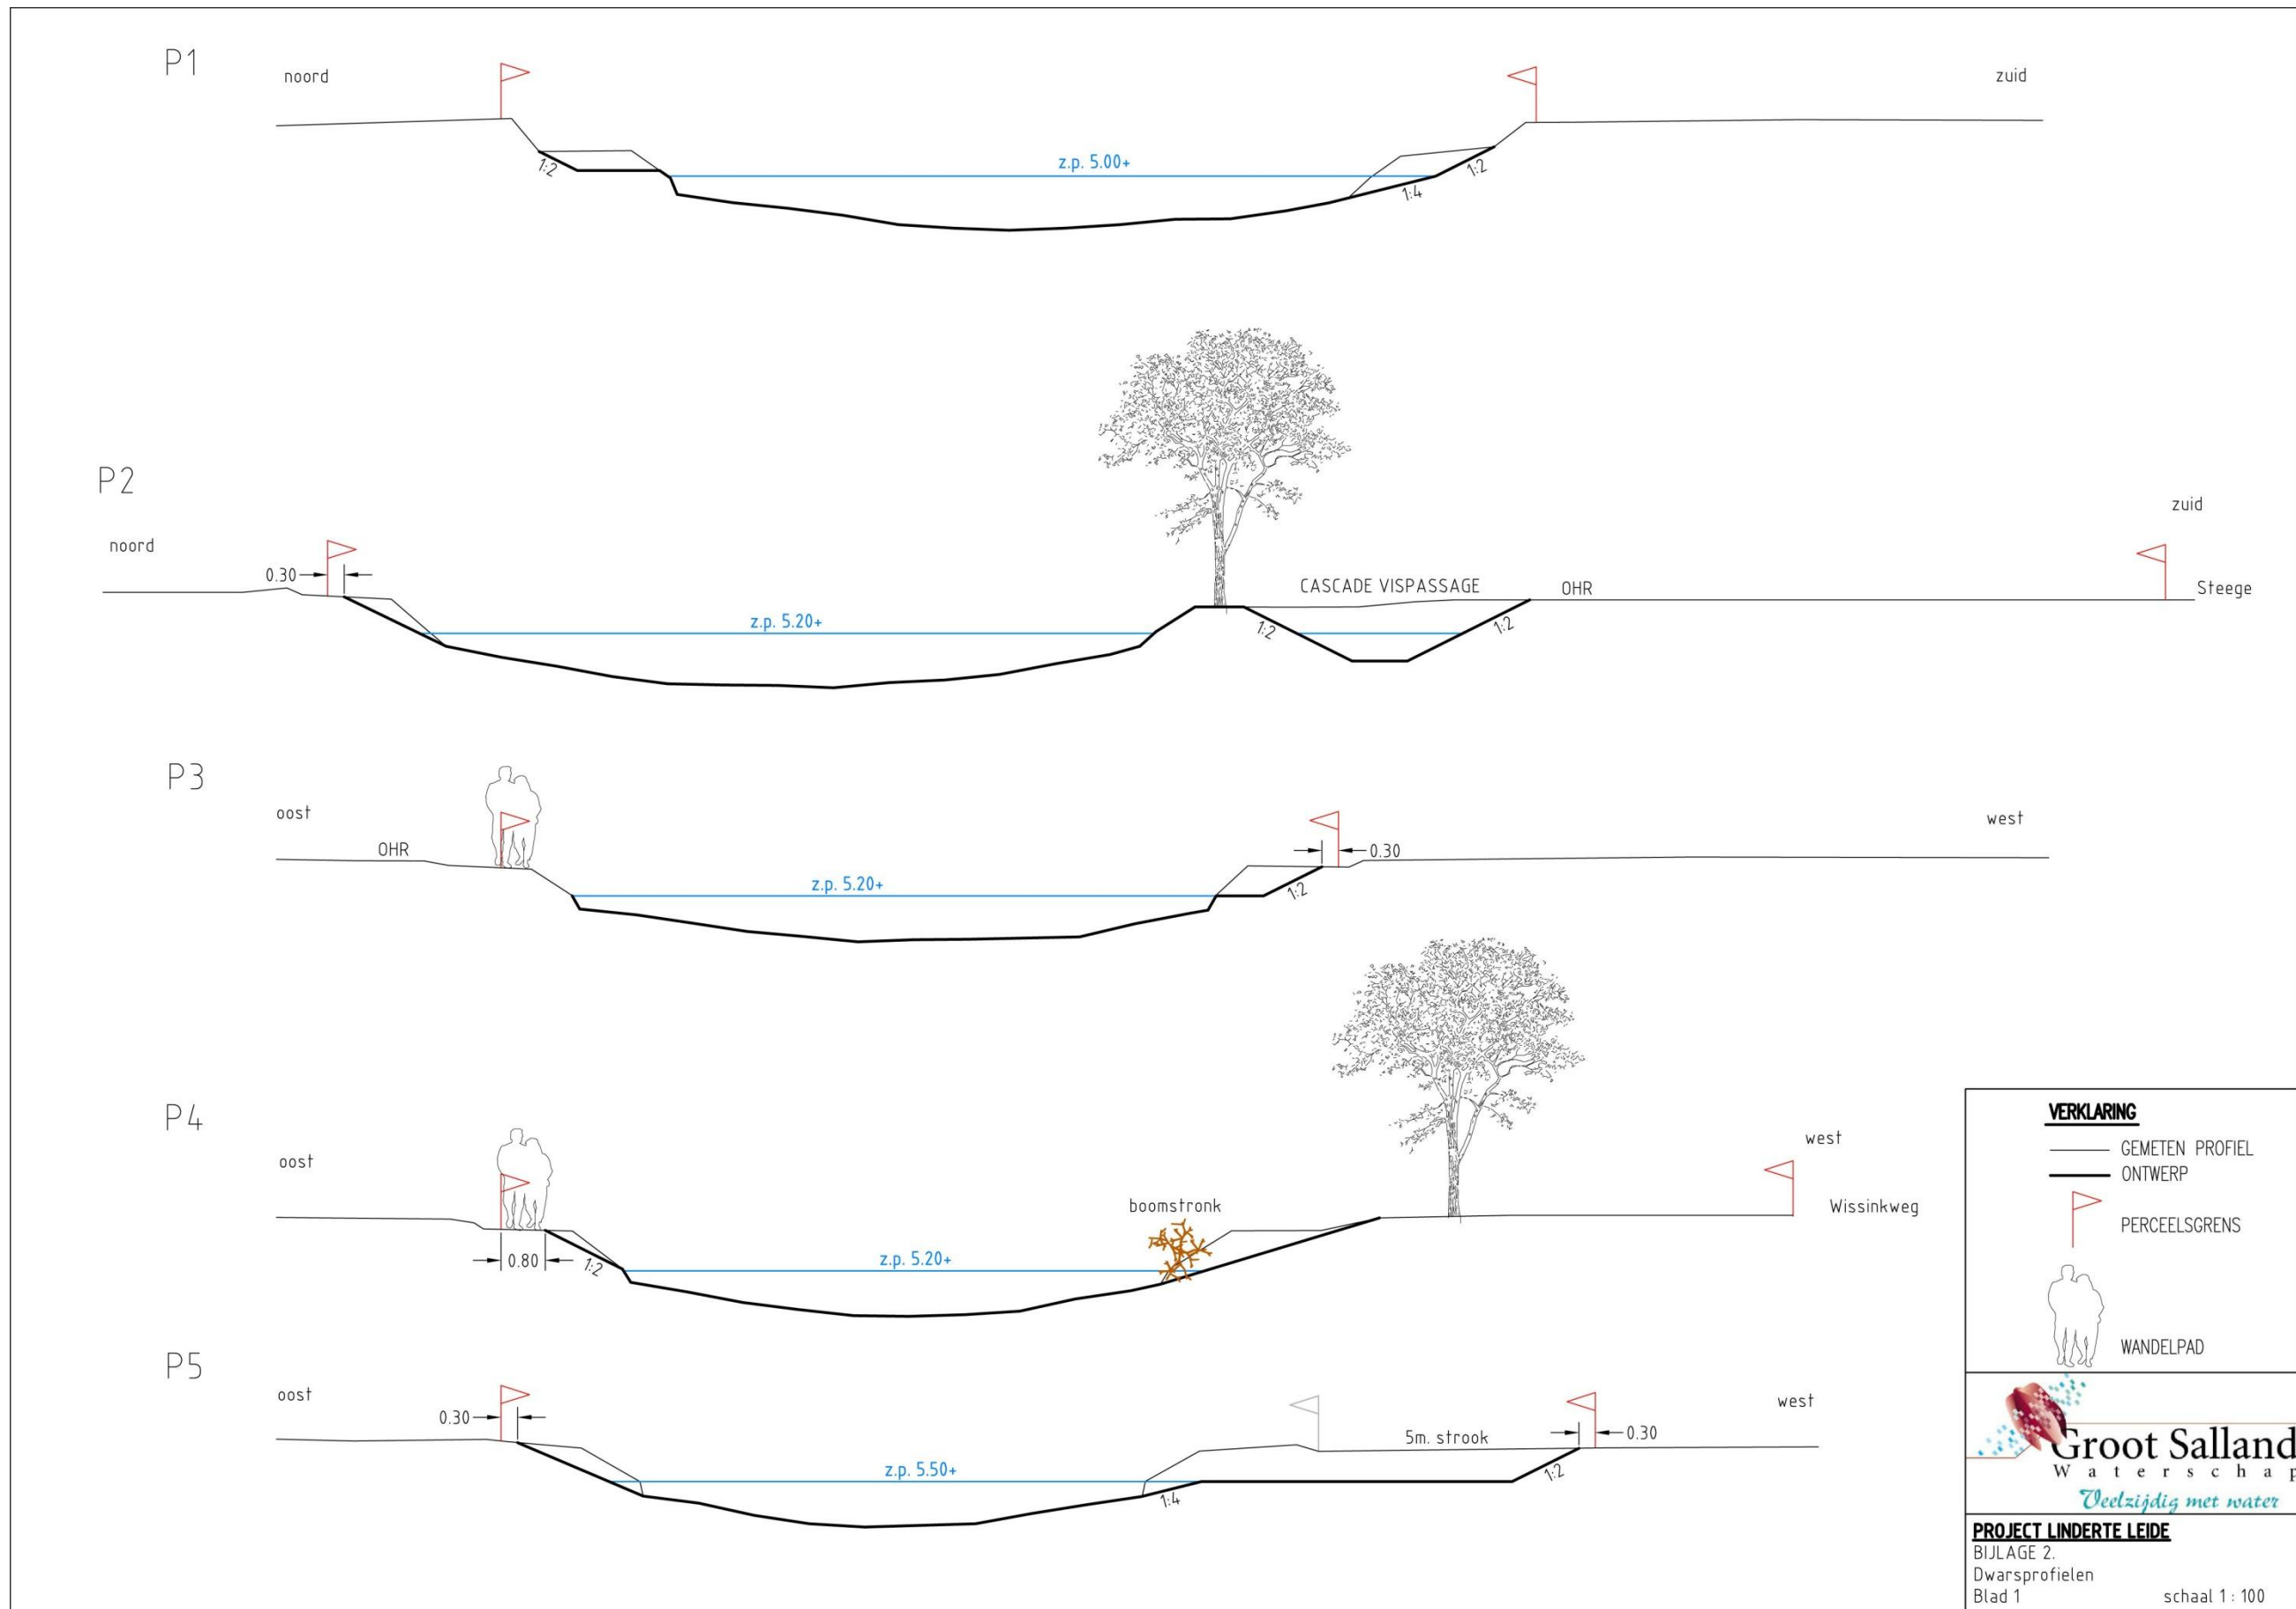 P1
noord
zuid
z.p. 5.00+
1:2
1:4
1:2
P2
noord
zuid
0.30
z.p. 5.20+
CASCADE VISPASSAGE
OHR
Steege
1:2
1:2
P3
oost
west
OHR
z.p. 5.20+
0.30
1:2
P4
oost
west
boomstronk
Wissinkweg
0.80
1:2
z.p. 5.20+
P5
oost
west
0.30
5m. strook
0.30
z.p. 5.50+
1:4
1:2
VERKLARING
GEMETEN PROFIEL
ONTWERP
PERCEELSGRENS
WANDELPAD
Groot Salland
Waterschap
Veelzijdig met water
PROJECT LINDERTE LEIDE
BIJLAGE 2.
Dwarsprofielen
Blad 1 schaal 1 : 100